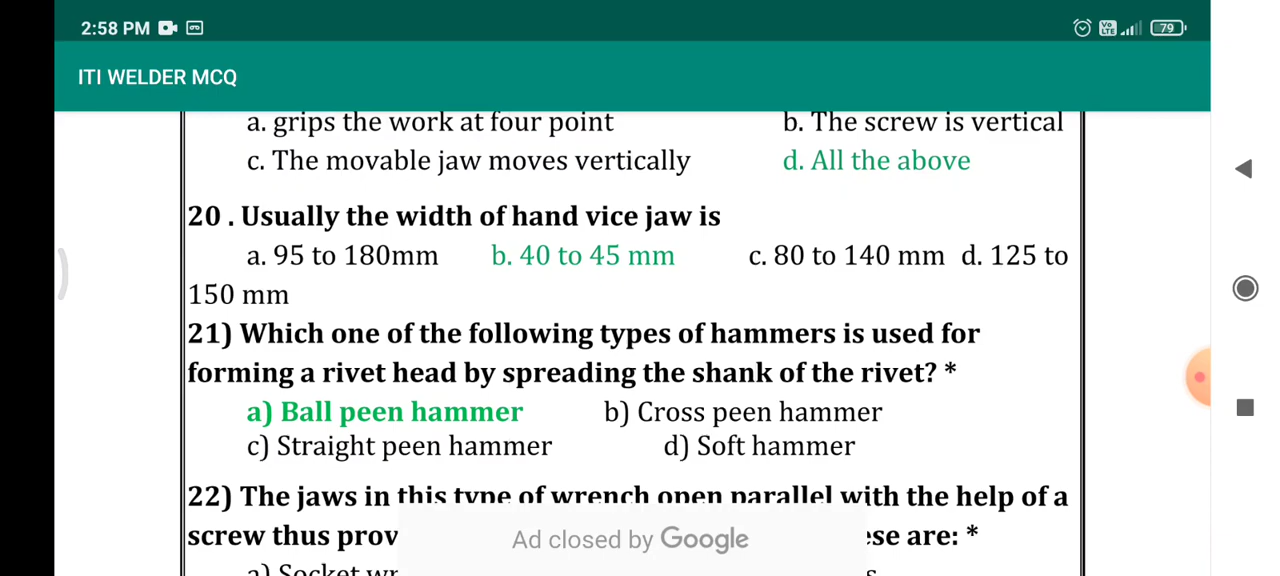 2:58 PM
Vo LTE 79
ITI WELDER MCQ
a. grips the work at four point b. The screw is vertical
c. The movable jaw moves vertically d. All the above
20 . Usually the width of hand vice jaw is
a. 95 to 180mm b. 40 to 45 mm c. 80 to 140 mm d. 125 to
150 mm
21) Which one of the following types of hammers is used for
forming a rivet head by spreading the shank of the rivet? *
a) Ball peen hammer b) Cross peen hammer
c) Straight peen hammer d) Soft hammer
22) The jaws in this type of wrench open parallel with the help of a
screw thus are: *
Ad closed by Google
a) Socket